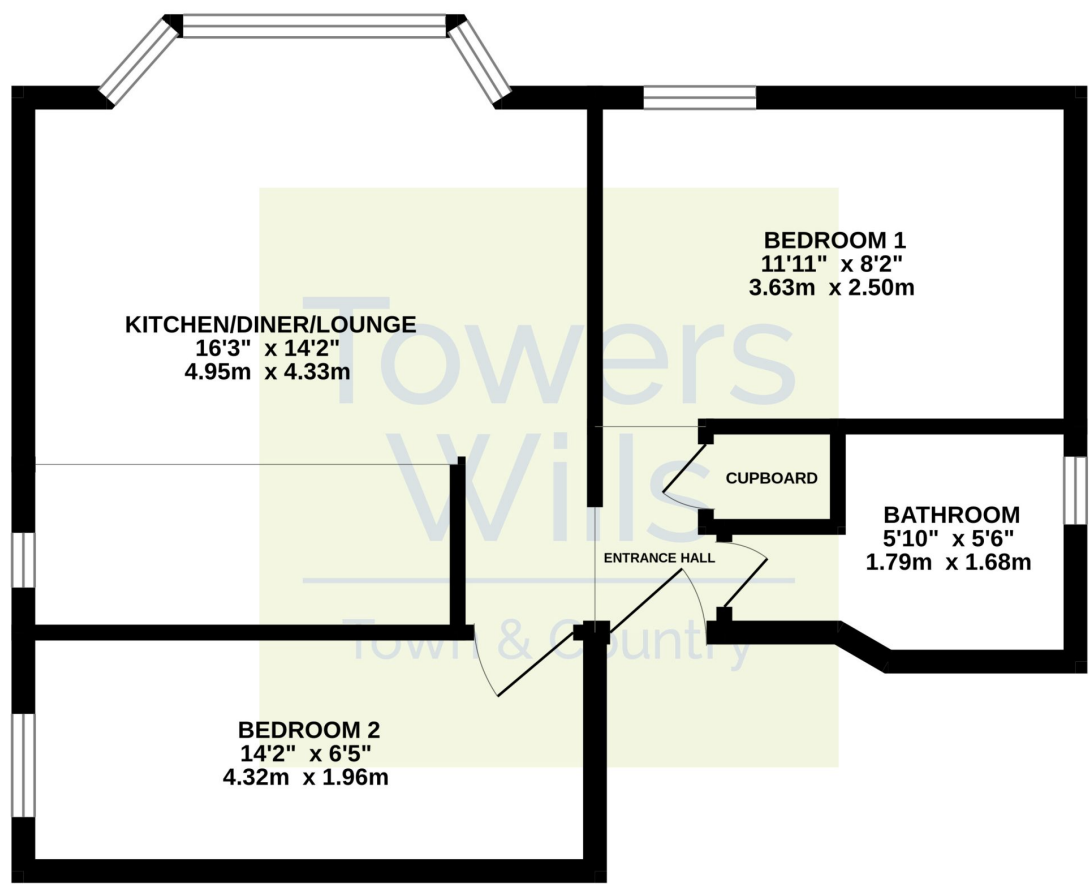 BEDROOM 1
11'11" x 8'2"
3.63m x 2.50m
KITCHEN/DINER/LOUNGE
16'3" x 14'2"
4.95m x 4.33m
Towers
Wills
Town & Country
CUPBOARD
BATHROOM
5'10" x 5'6"
1.79m x 1.68m
ENTRANCE HALL
BEDROOM 2
14'2" x 6'5"
4.32m x 1.96m